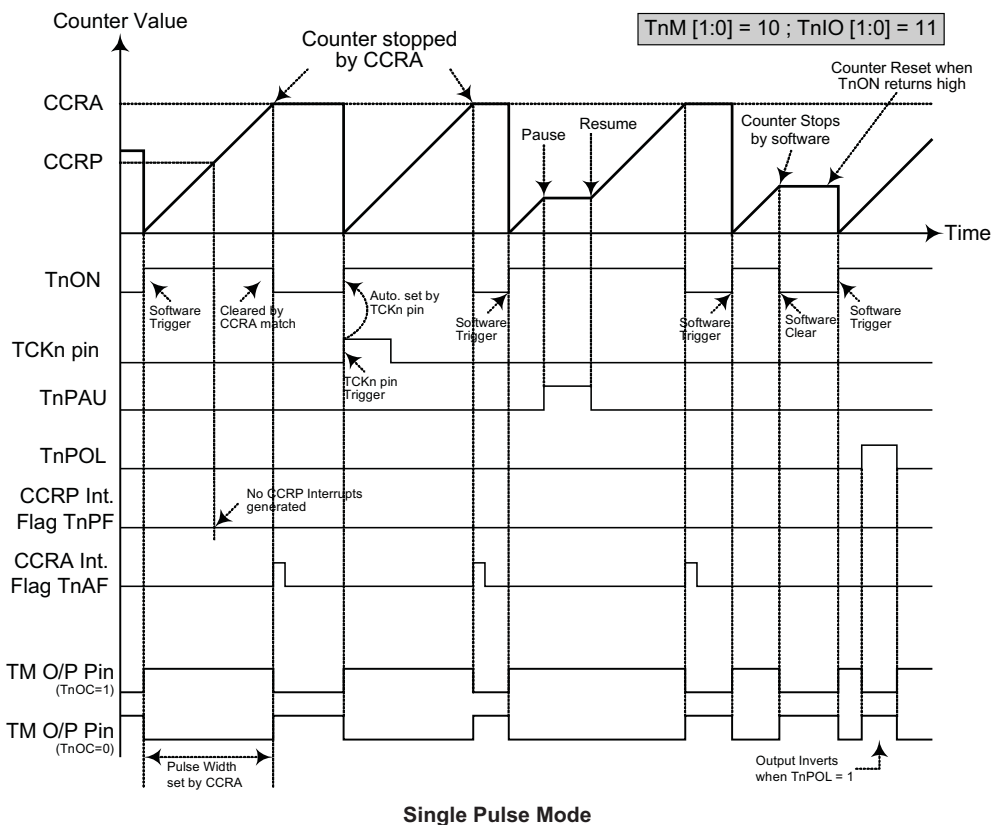 Counter Value
TnM [1:0] = 10 ; TnIO [1:0] = 11
Counter stopped
by CCRA
Counter Reset when
TnON returns high
CCRA
Pause
Resume
Counter Stops
by software
CCRP
Time
TnON
Software
Trigger
Cleared by
CCRA match
Auto. set by
TCKn pin
Software
Trigger
Software
Trigger
Software
Clear
Software
Trigger
TCKn pin
TCKn pin
Trigger
TnPAU
TnPOL
CCRP Int.
Flag TnPF
No CCRP Interrupts
generated
CCRA Int.
Flag TnAF
TM O/P Pin
(TnOC=1)
TM O/P Pin
(TnOC=0)
Pulse Width
set by CCRA
Output Inverts
when TnPOL = 1
Single Pulse Mode